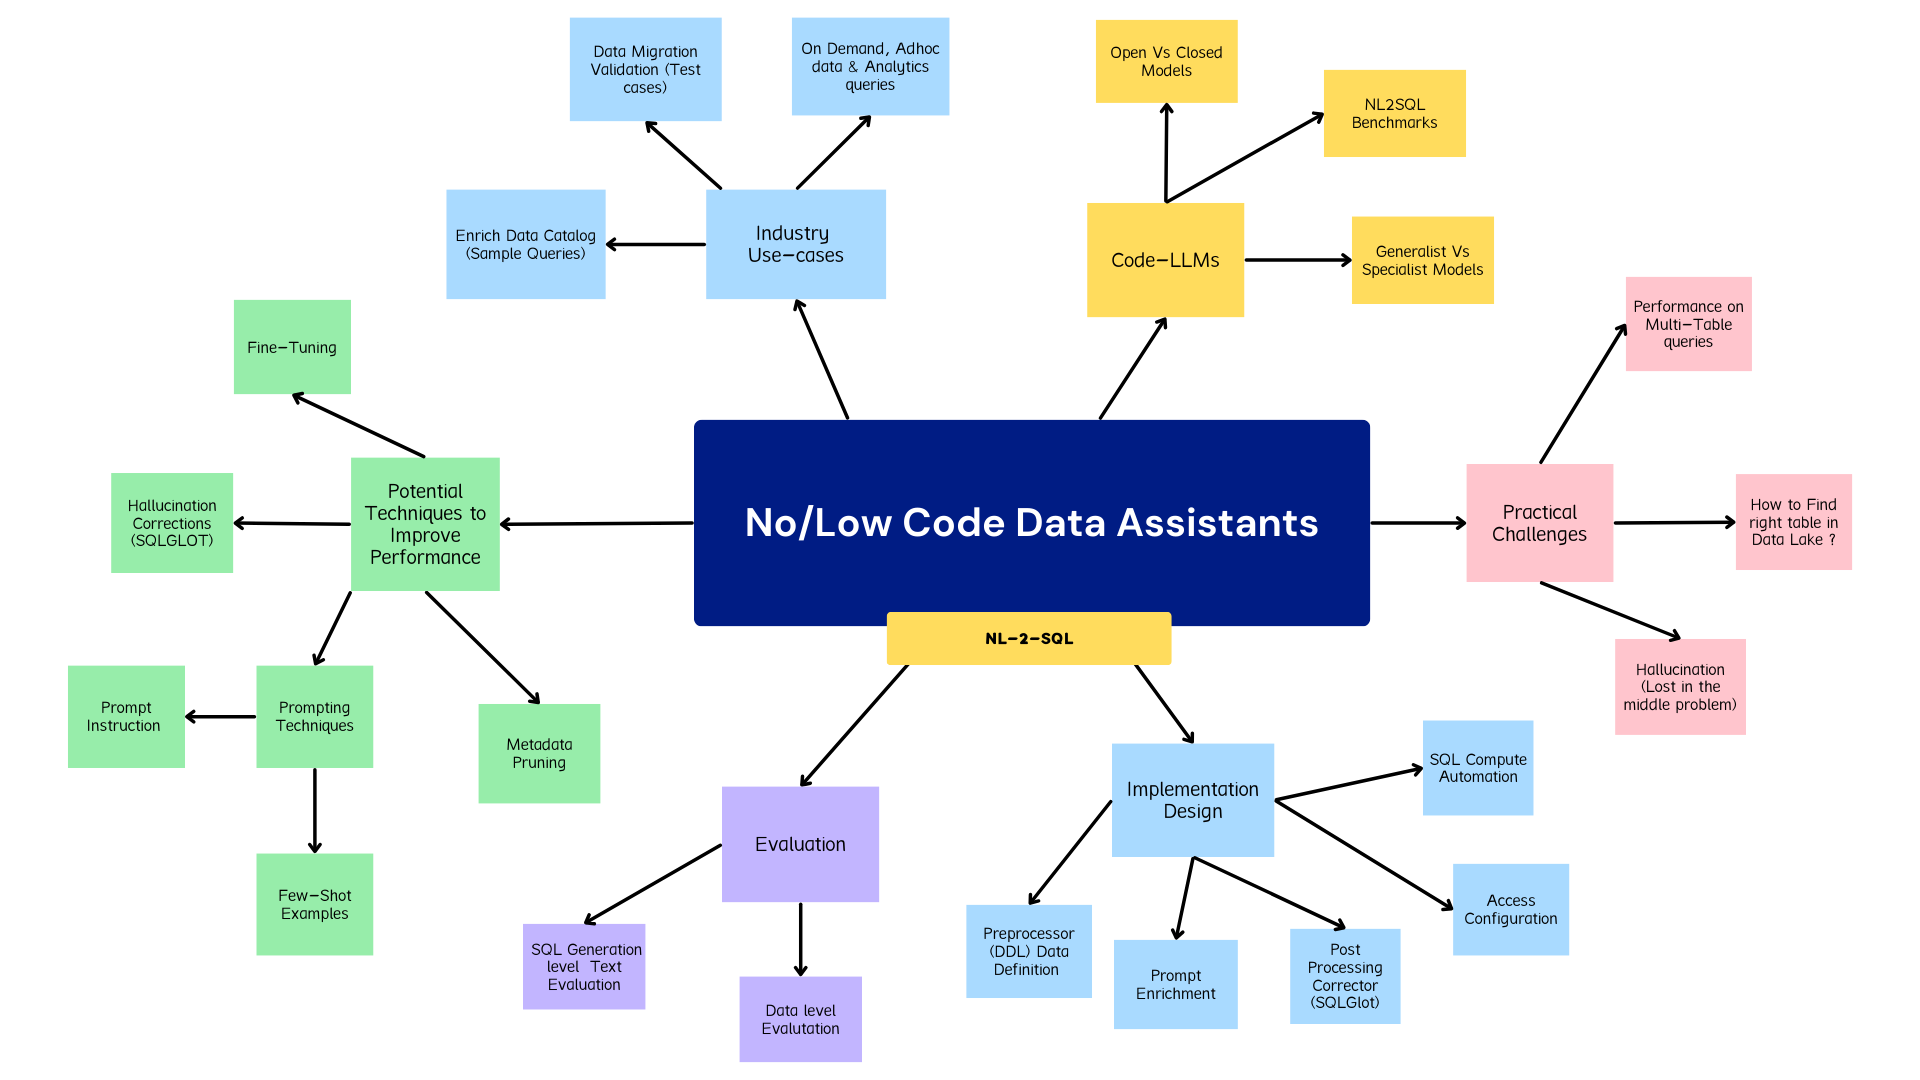 Data Migration
Validation (Test
cases)
On Demand, Adhoc
data & Analytics
queries
Open Vs Closed
Models
NL2SQL
Benchmarks
Enrich Data Catalog
(Sample Queries)
Industry
Use-cases
Code-LLMs
Generalist Vs
Specialist Models
Performance on
Multi-Table
queries
Fine-Tuning
Hallucination
Corrections
(SQLGLOT)
Potential
Techniques to
Improve
Performance
No/Low Code Data Assistants
NL-2-SQL
Practical
Challenges
How to Find
right table in
Data Lake ?
Hallucination
(Lost in the
middle problem)
Prompt
Instruction
Prompting
Techniques
Metadata
Pruning
Few-Shot
Examples
Evaluation
SQL Generation
level Text
Evaluation
Data level
Evalutation
Implementation
Design
SQL Compute
Automation
Access
Configuration
Preprocessor
(DDL) Data
Definition
Prompt
Enrichment
Post
Processing
Corrector
(SQLGlot)